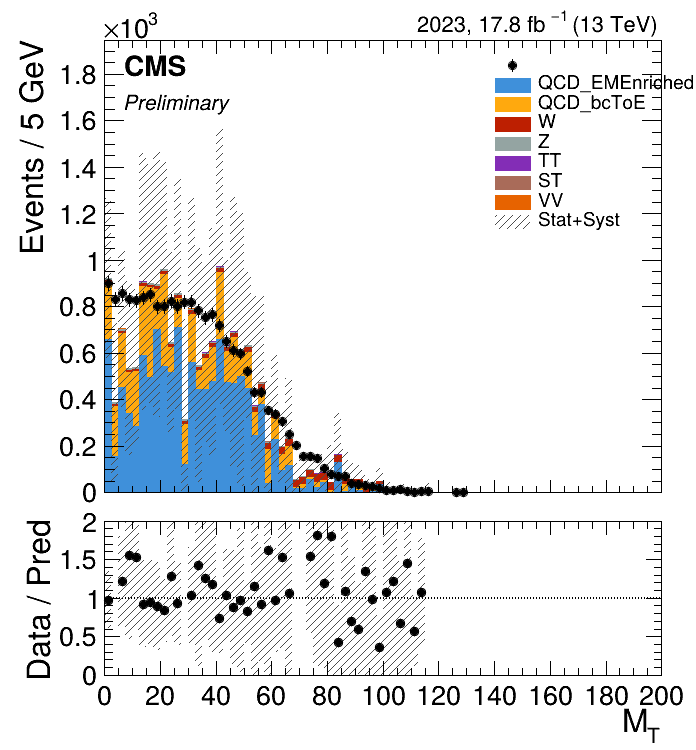 ×10³
2023, 17.8 fb⁻¹ (13 TeV)
CMS
Preliminary
Events / 5 GeV
1.8
1.6
1.4
1.2
1
0.8
0.6
0.4
0.2
0
QCD_EMEnriched
QCD_bcToE
W
Z
TT
ST
VV
Stat+Syst
Data / Pred
2
1.5
1
0.5
0
0 20 40 60 80 100 120 140 160 180 200
M_T